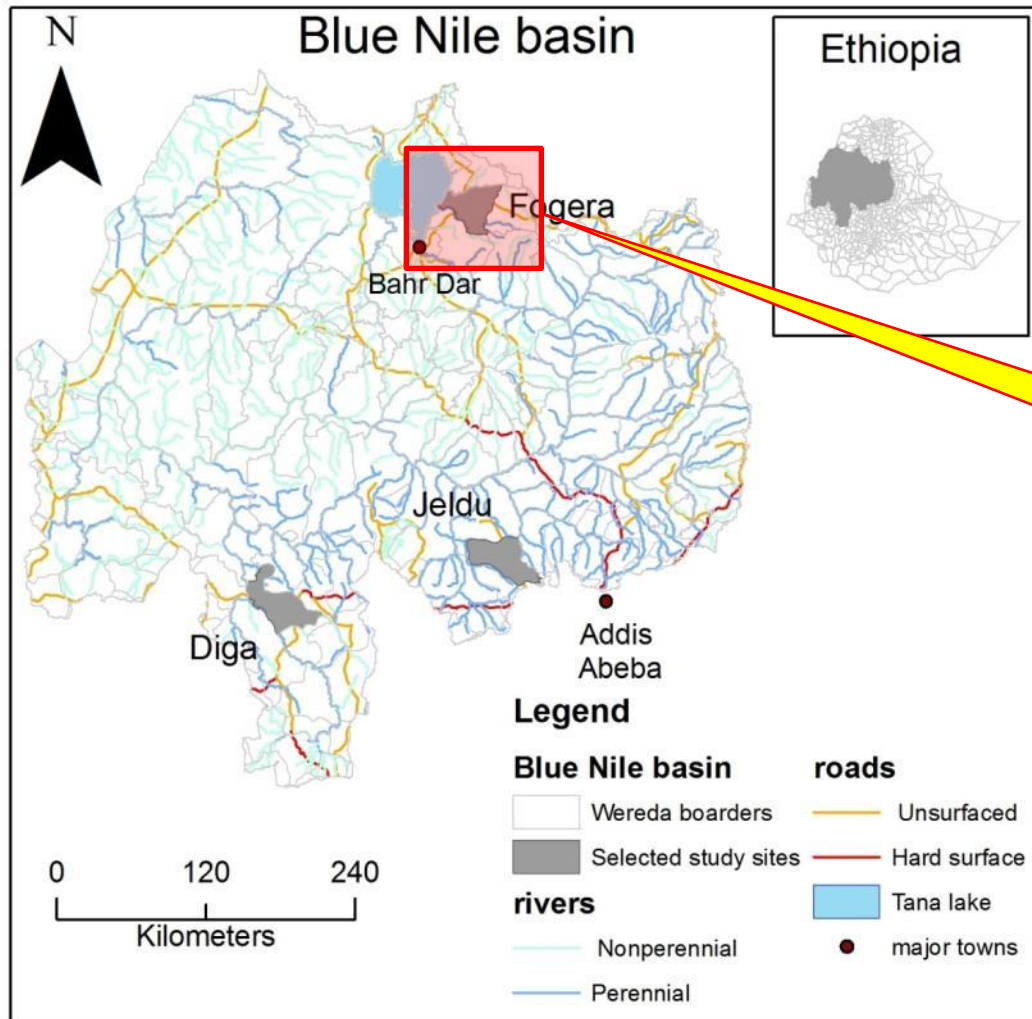 N
Blue Nile basin
Ethiopia
Fogera
Bahr Dar
Jeldu
Diga
Addis
Abeba
Legend
Blue Nile basin
Wereda boarders
Selected study sites
rivers
Nonperennial
Perennial
roads
Unsurfaced
Hard surface
Tana lake
major towns
0 120 240
Kilometers